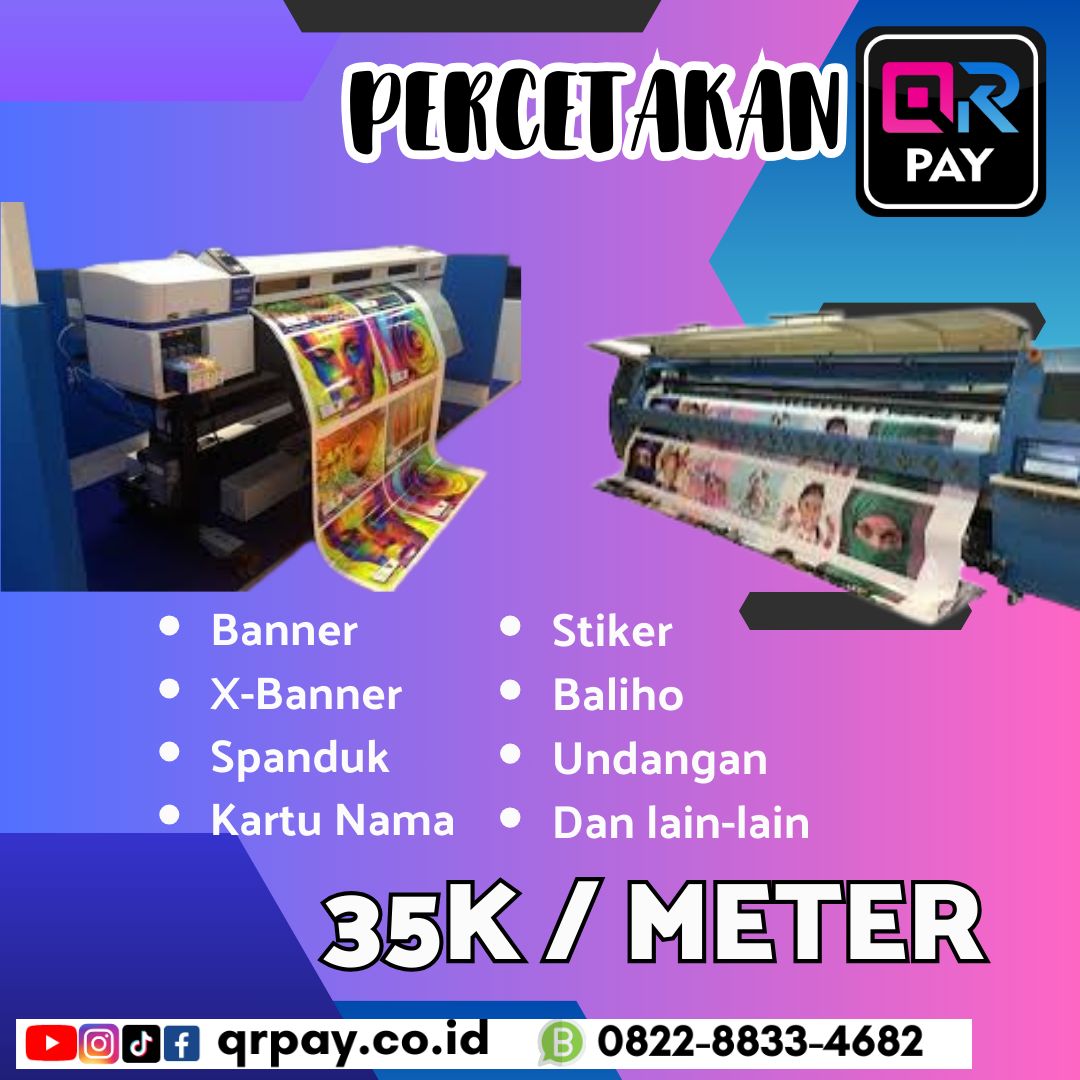 PERCETAKAN
QR
PAY
Banner
X-Banner
Spanduk
Kartu Nama
Stiker
Baliho
Undangan
Dan lain-lain
35K / METER
qrpay.co.id
0822-8833-4682